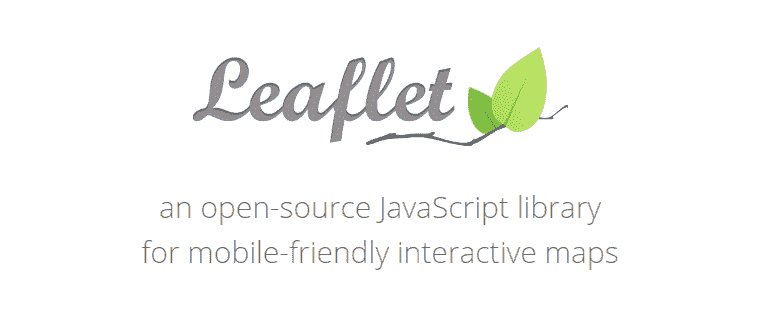 Leaflet
an open-source JavaScript library
for mobile-friendly interactive maps